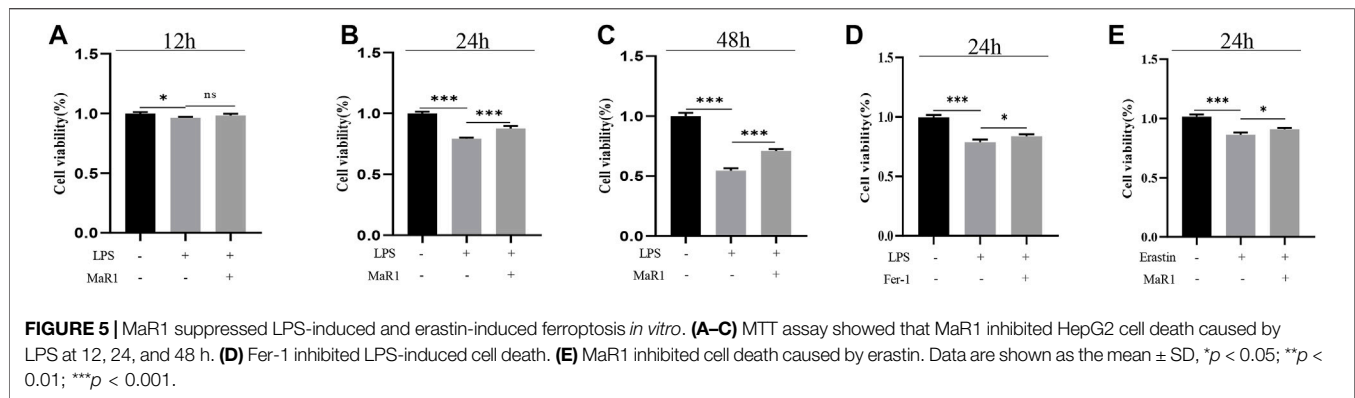 A
12h
1.5
1.0
0.5
0.0
Cell viability(%)
*
ns
LPS - + +
MaR1 - - +
B
24h
1.5
1.0
0.5
0.0
Cell viability(%)
***
***
LPS - + +
MaR1 - - +
C
48h
1.5
1.0
0.5
0.0
Cell viability(%)
***
***
LPS - + +
MaR1 - - +
D
24h
1.5
1.0
0.5
0.0
Cell viability(%)
***
*
LPS - + +
Fer-1 - - +
E
24h
1.5
1.0
0.5
0.0
Cell viability(%)
***
*
Erastin - + +
MaR1 - - +
FIGURE 5 | MaR1 suppressed LPS-induced and erastin-induced ferroptosis in vitro. (A–C) MTT assay showed that MaR1 inhibited HepG2 cell death caused by
LPS at 12, 24, and 48 h. (D) Fer-1 inhibited LPS-induced cell death. (E) MaR1 inhibited cell death caused by erastin. Data are shown as the mean ± SD, *p < 0.05; **p <
0.01; ***p < 0.001.